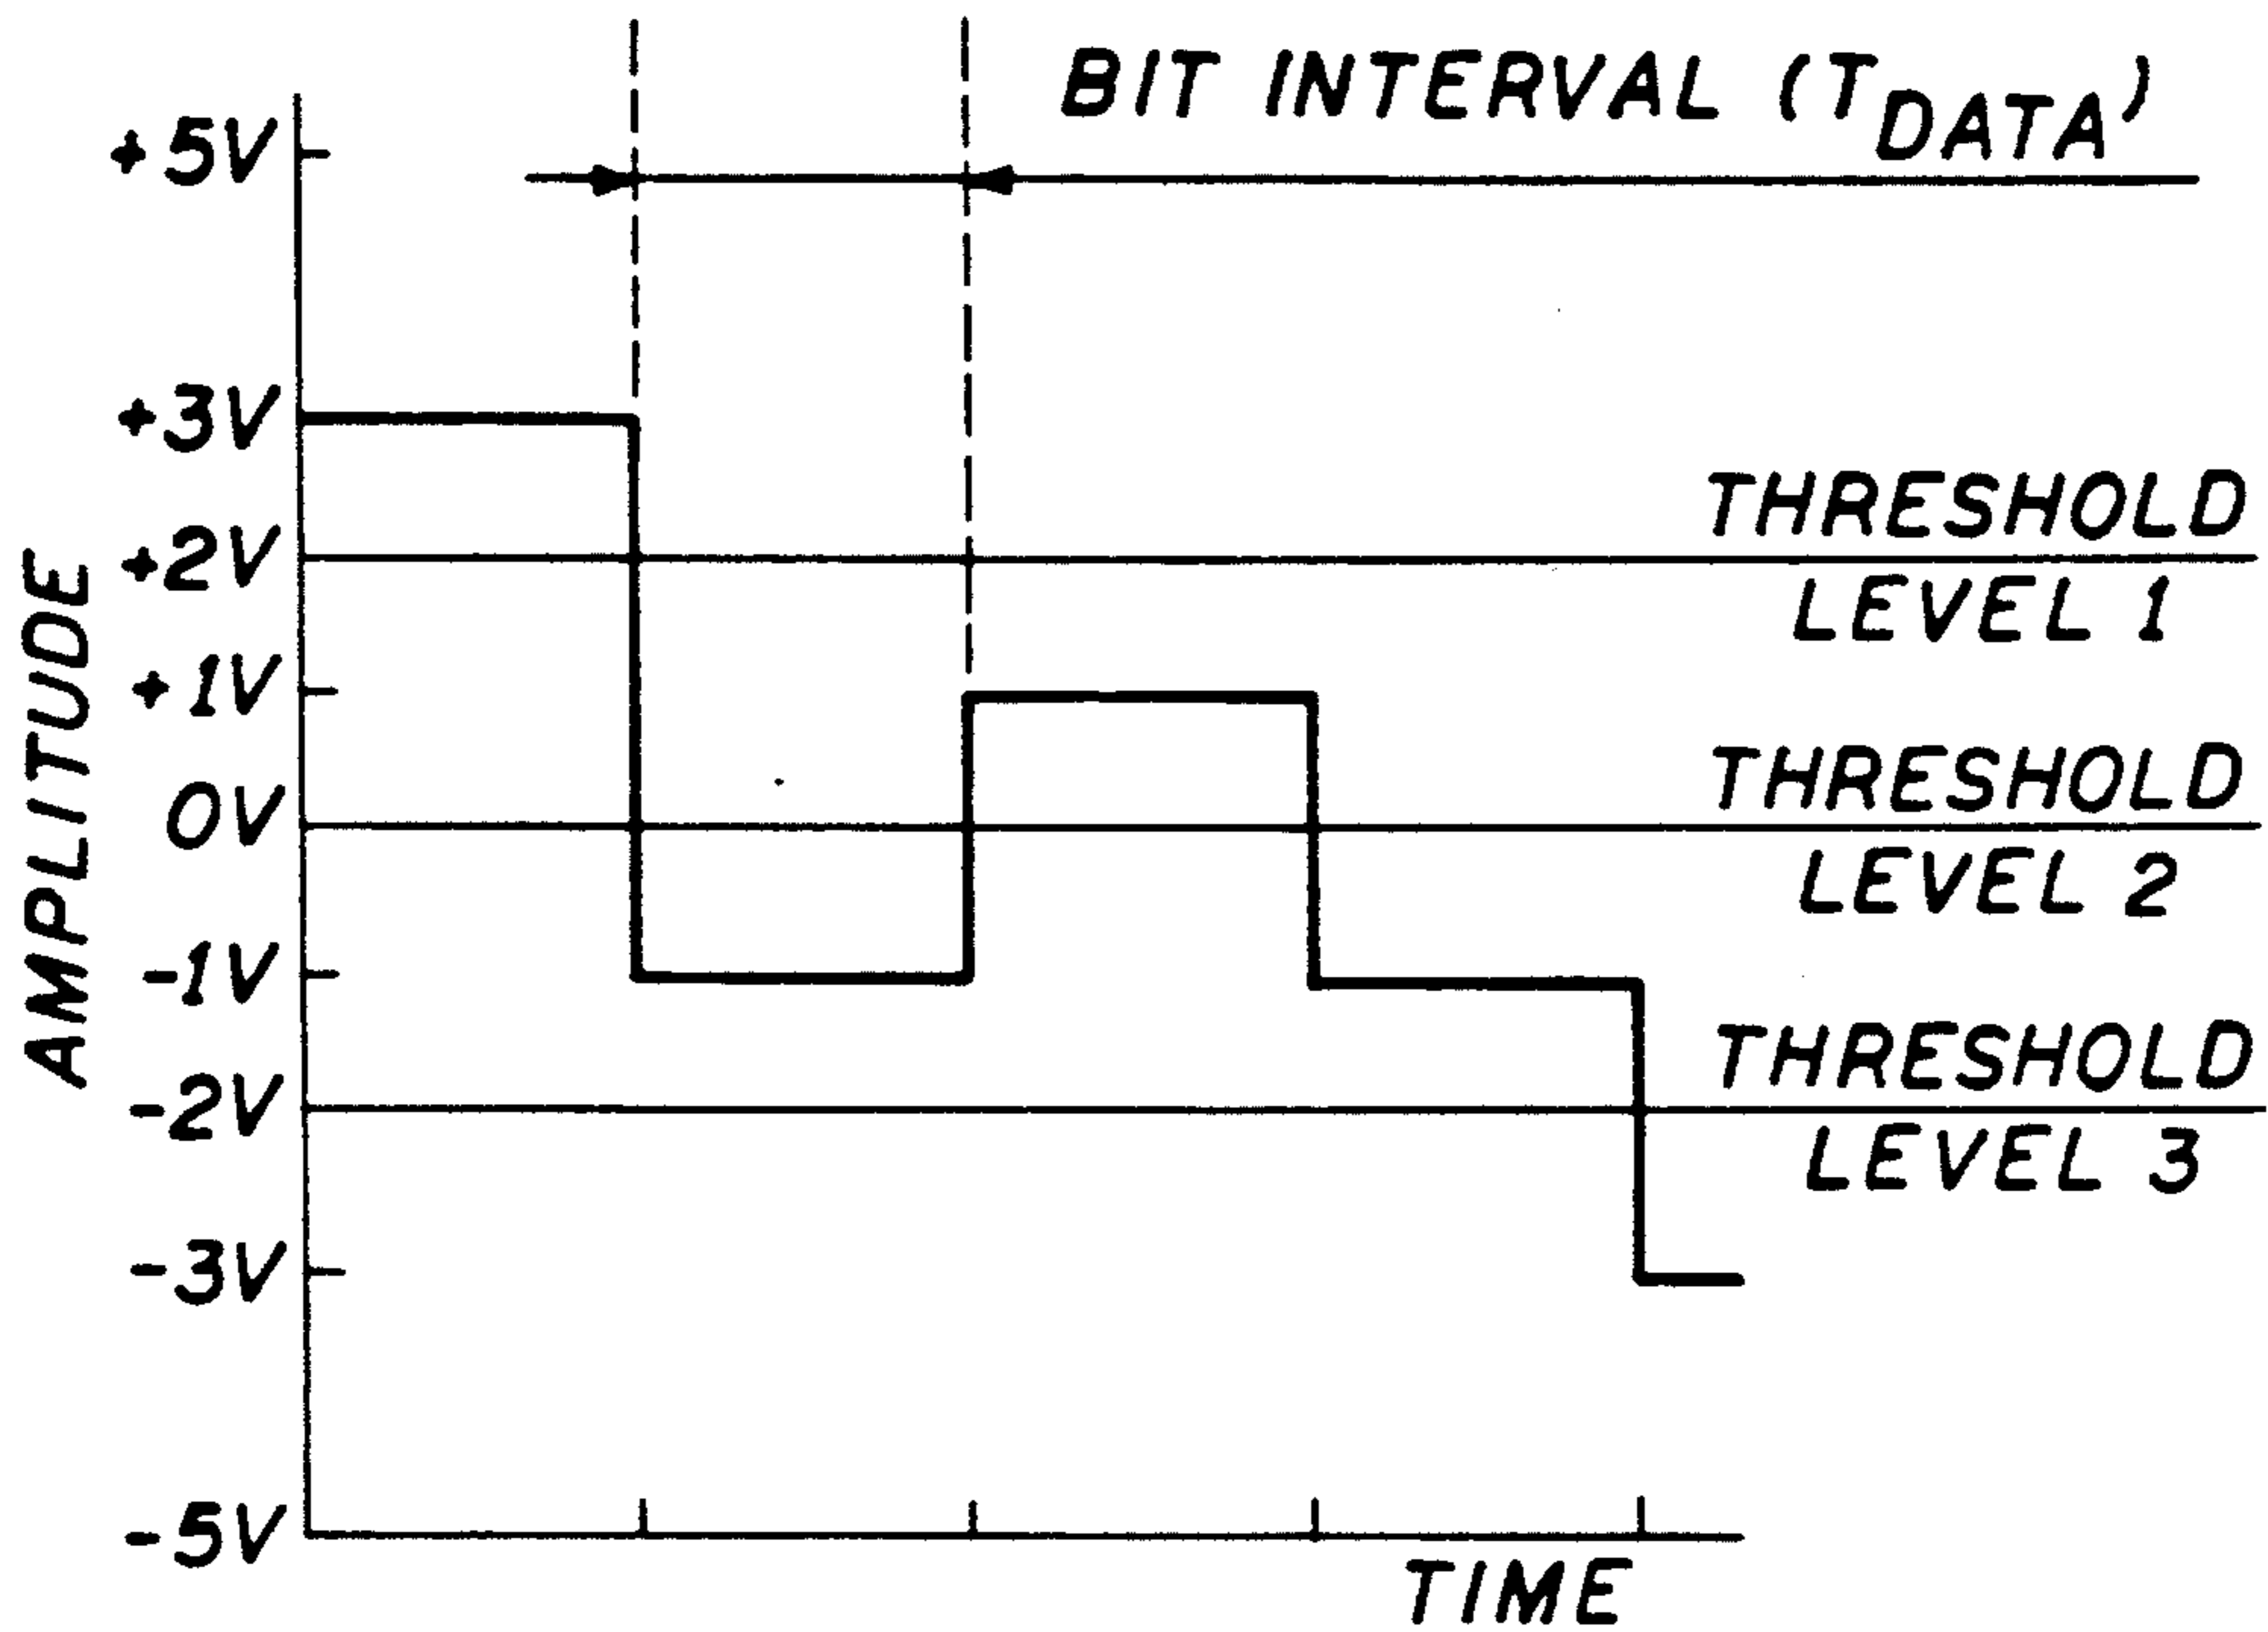 BIT INTERVAL (TDATA)
+5V
+3V
THRESHOLD
+2V
LEVEL 1
+1V
THRESHOLD
0V
LEVEL 2
-1V
THRESHOLD
-2V
LEVEL 3
-3V
-5V
AMPLITUDE
TIME